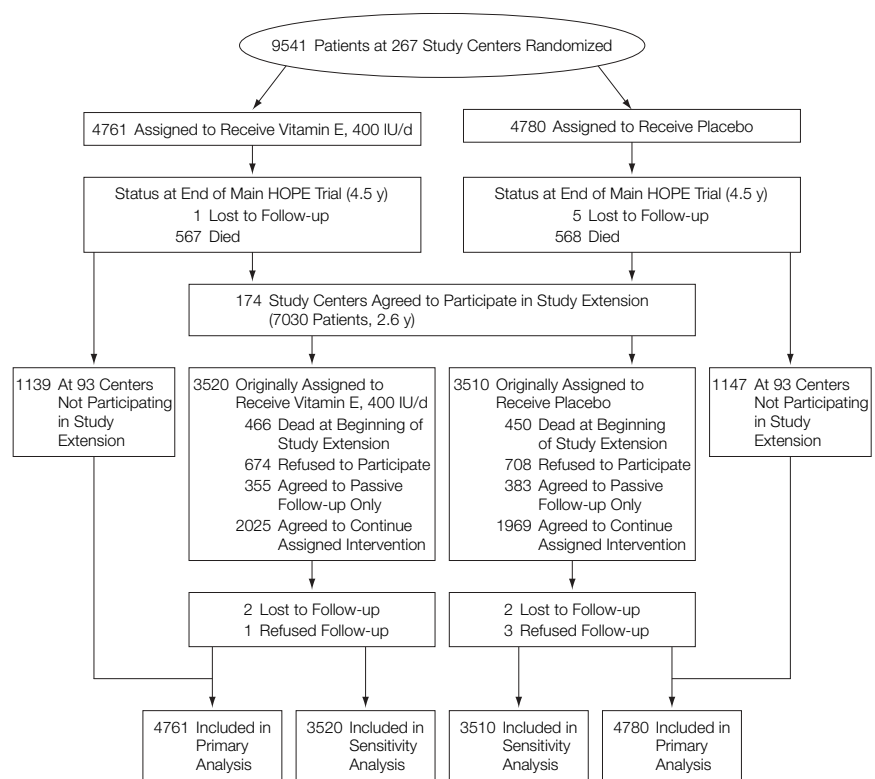 9541 Patients at 267 Study Centers Randomized
4761 Assigned to Receive Vitamin E, 400 IU/d
4780 Assigned to Receive Placebo
Status at End of Main HOPE Trial (4.5 y)
1 Lost to Follow-up
567 Died
Status at End of Main HOPE Trial (4.5 y)
5 Lost to Follow-up
568 Died
174 Study Centers Agreed to Participate in Study Extension
(7030 Patients, 2.6 y)
1139 At 93 Centers
Not Participating
in Study
Extension
3520 Originally Assigned to
Receive Vitamin E, 400 IU/d
466 Dead at Beginning of
Study Extension
674 Refused to Participate
355 Agreed to Passive
Follow-up Only
2025 Agreed to Continue
Assigned Intervention
3510 Originally Assigned to
Receive Placebo
450 Dead at Beginning
of Study Extension
708 Refused to Participate
383 Agreed to Passive
Follow-up Only
1969 Agreed to Continue
Assigned Intervention
1147 At 93 Centers
Not Participating
in Study
Extension
2 Lost to Follow-up
1 Refused Follow-up
2 Lost to Follow-up
3 Refused Follow-up
4761 Included in
Primary
Analysis
3520 Included in
Sensitivity
Analysis
3510 Included in
Sensitivity
Analysis
4780 Included in
Primary
Analysis